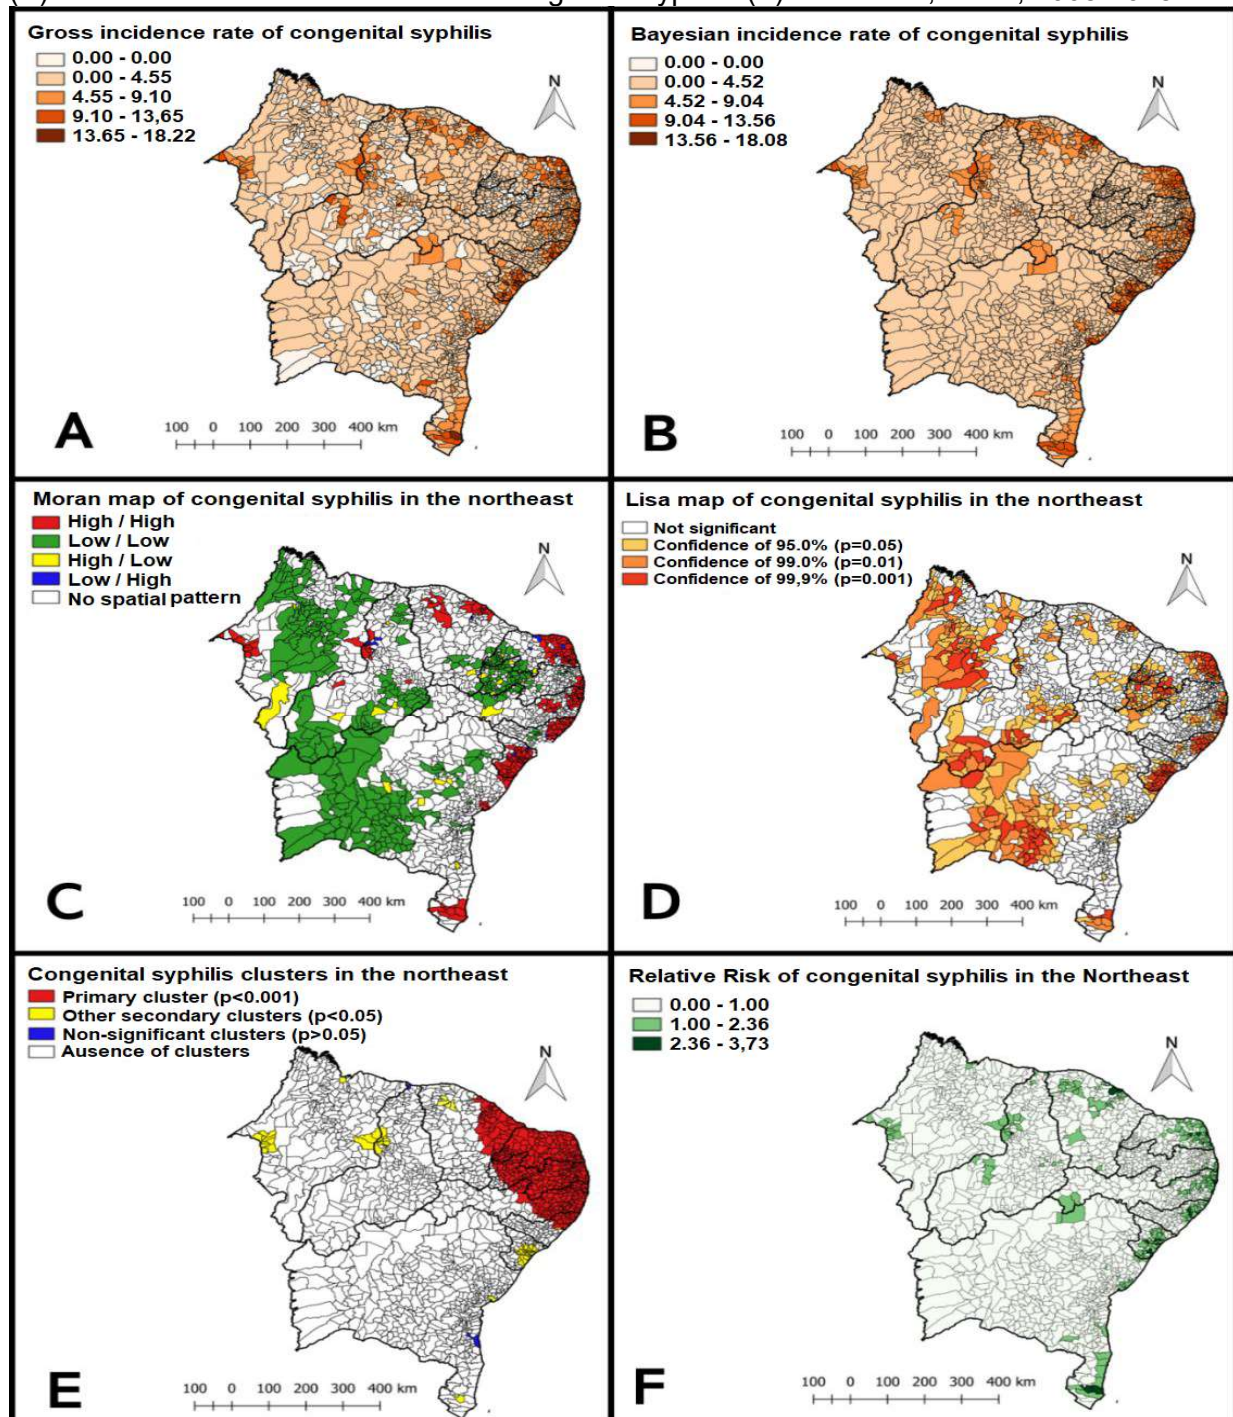 Gross incidence rate of congenital syphilis
0.00 - 0.00
0.00 - 4.55
4.55 - 9.10
9.10 - 13,65
13.65 - 18.22
N
A
100 0 100 200 300 400 km
Bayesian incidence rate of congenital syphilis
0.00 - 0.00
0.00 - 4.52
4.52 - 9.04
9.04 - 13.56
13.56 - 18.08
N
B
100 0 100 200 300 400 km
Moran map of congenital syphilis in the northeast
High / High
Low / Low
High / Low
Low / High
No spatial pattern
N
C
100 0 100 200 300 400 km
Lisa map of congenital syphilis in the northeast
Not significant
Confidence of 95.0% (p=0.05)
Confidence of 99.0% (p=0.01)
Confidence of 99,9% (p=0.001)
N
D
100 0 100 200 300 400 km
Congenital syphilis clusters in the northeast
Primary cluster (p<0.001)
Other secondary clusters (p<0.05)
Non-significant clusters (p>0.05)
Absence of clusters
N
E
100 0 100 200 300 400 km
Relative Risk of congenital syphilis in the Northeast
0.00 - 1.00
1.00 - 2.36
2.36 - 3,73
N
F
100 0 100 200 300 400 km